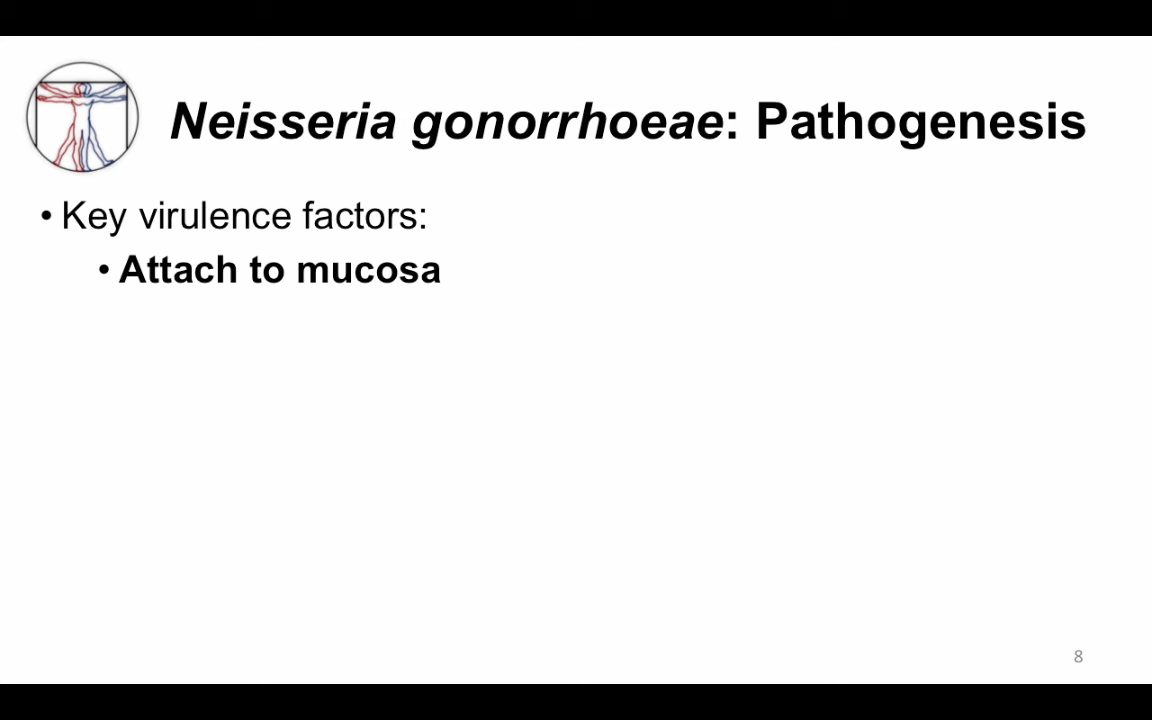 Neisseria gonorrhoeae: Pathogenesis
• Key virulence factors:
• Attach to mucosa
8